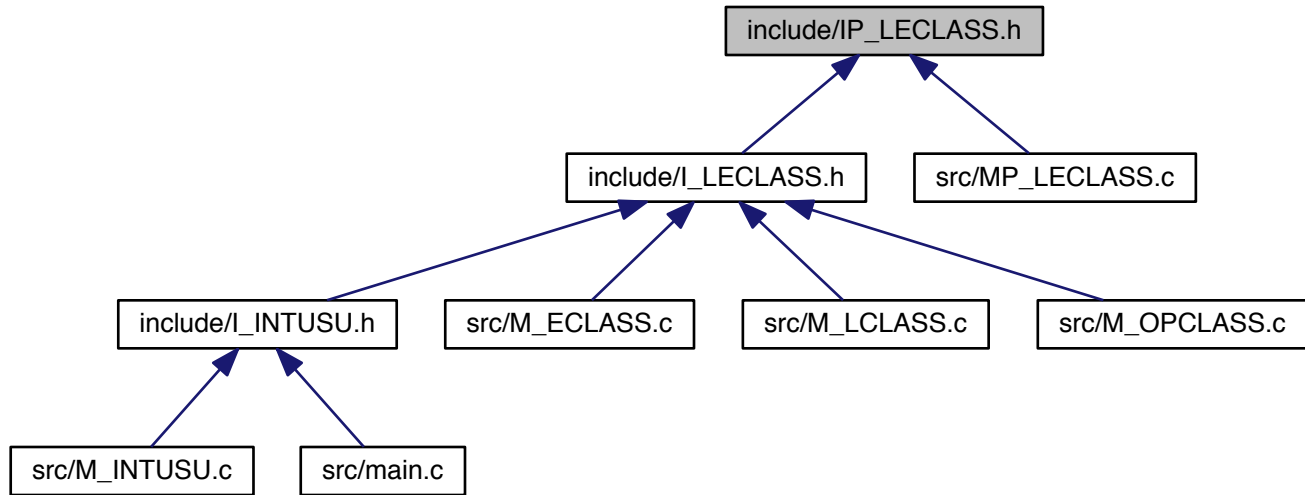 include/IP_LECLASS.h
include/I_LECLASS.h
src/MP_LECLASS.c
include/I_INTUSU.h
src/M_ECLASS.c
src/M_LCLASS.c
src/M_OPCLASS.c
src/M_INTUSU.c
src/main.c